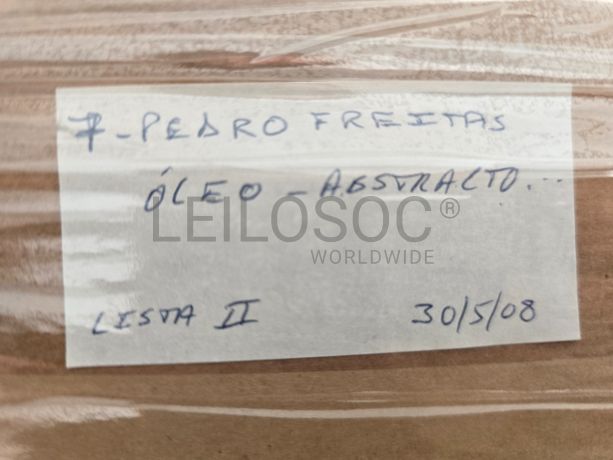 7 - PEDRO FREITAS
ÓLEO - ABSTRACTO...
LEILOSOC®
WORLDWIDE
LISTA II 30/5/08